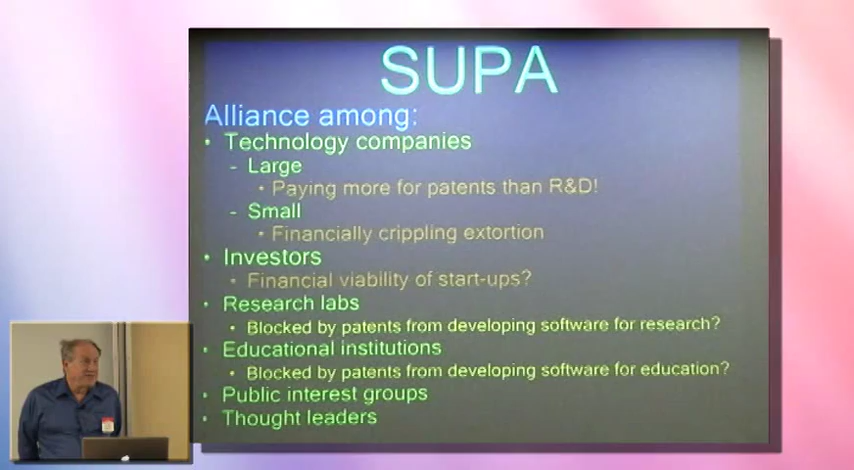 SUPA
Alliance among:
• Technology companies
– Large
• Paying more for patents than R&D!
– Small
• Financially crippling extortion
• Investors
• Financial viability of start-ups?
• Research labs
• Blocked by patents from developing software for research?
• Educational institutions
• Blocked by patents from developing software for education?
• Public interest groups
• Thought leaders